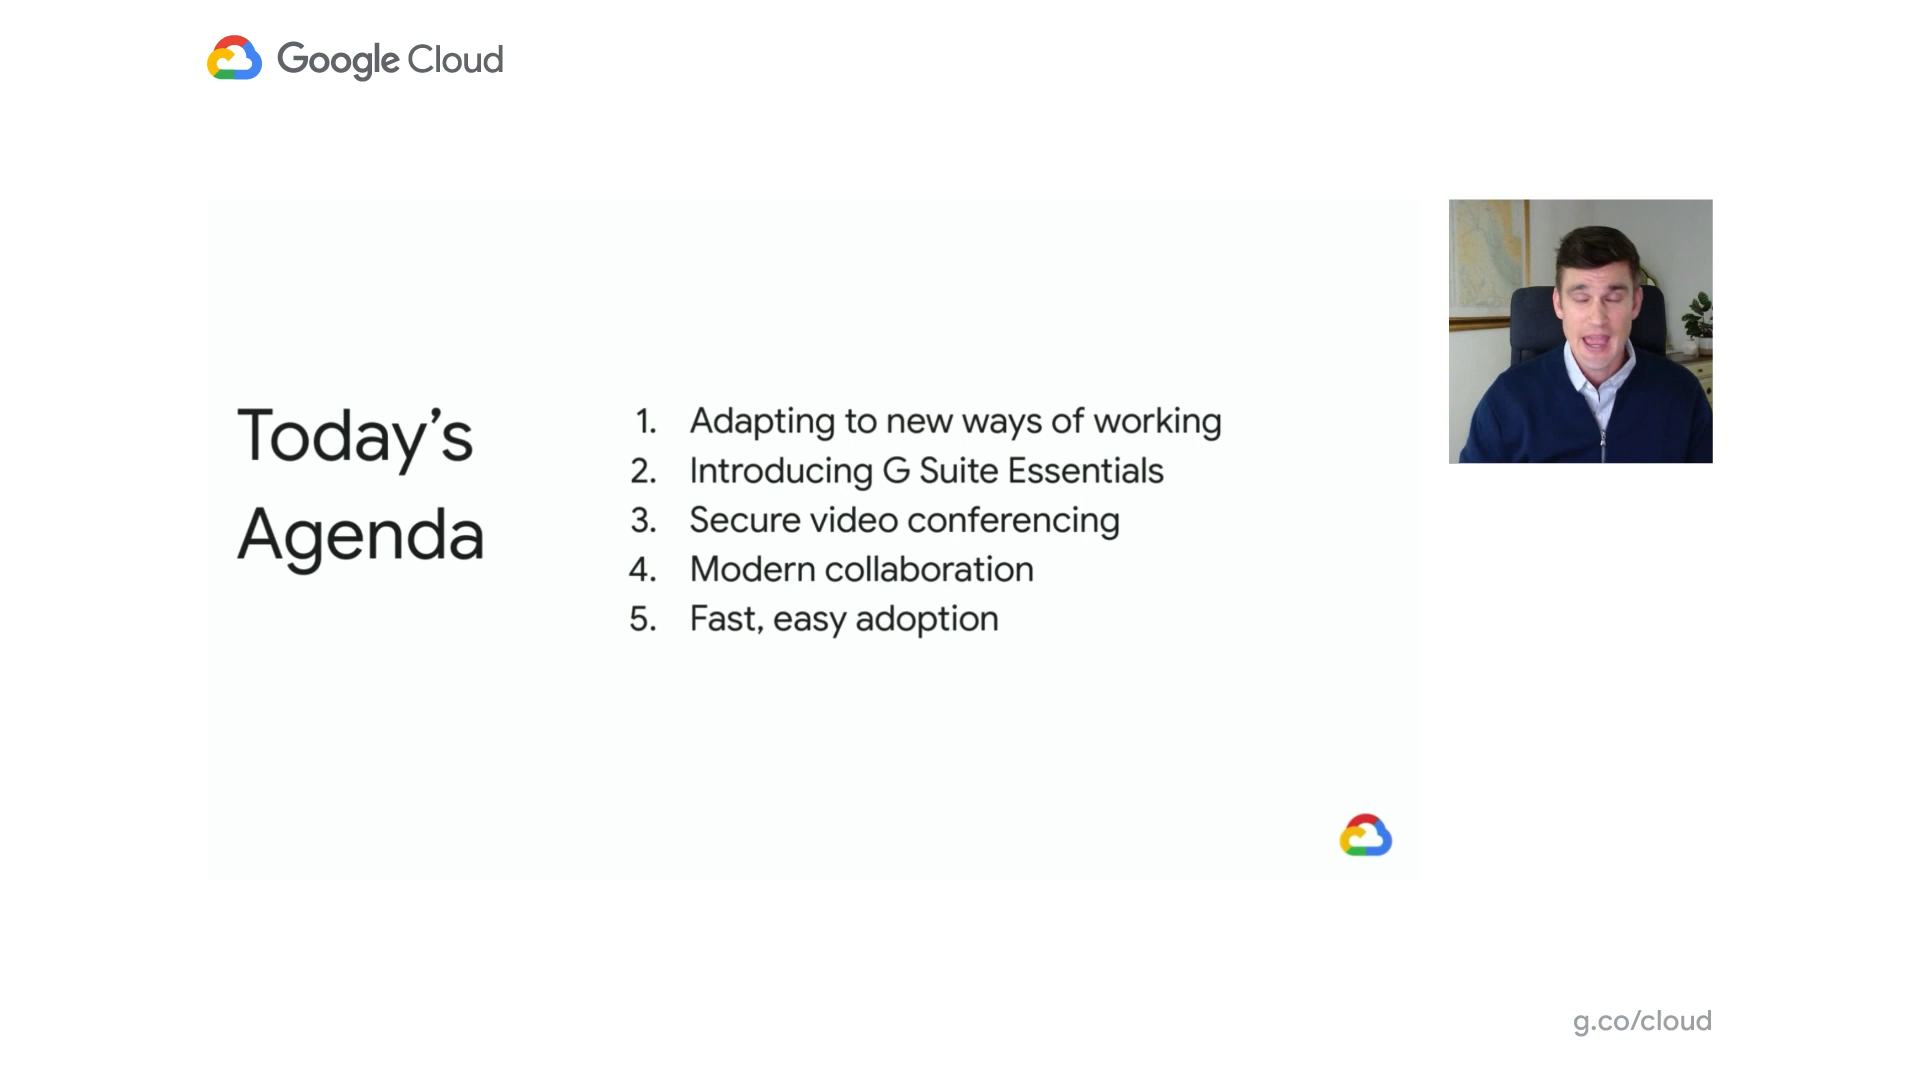 Google Cloud
Today’s
Agenda
1. Adapting to new ways of working
2. Introducing G Suite Essentials
3. Secure video conferencing
4. Modern collaboration
5. Fast, easy adoption
g.co/cloud